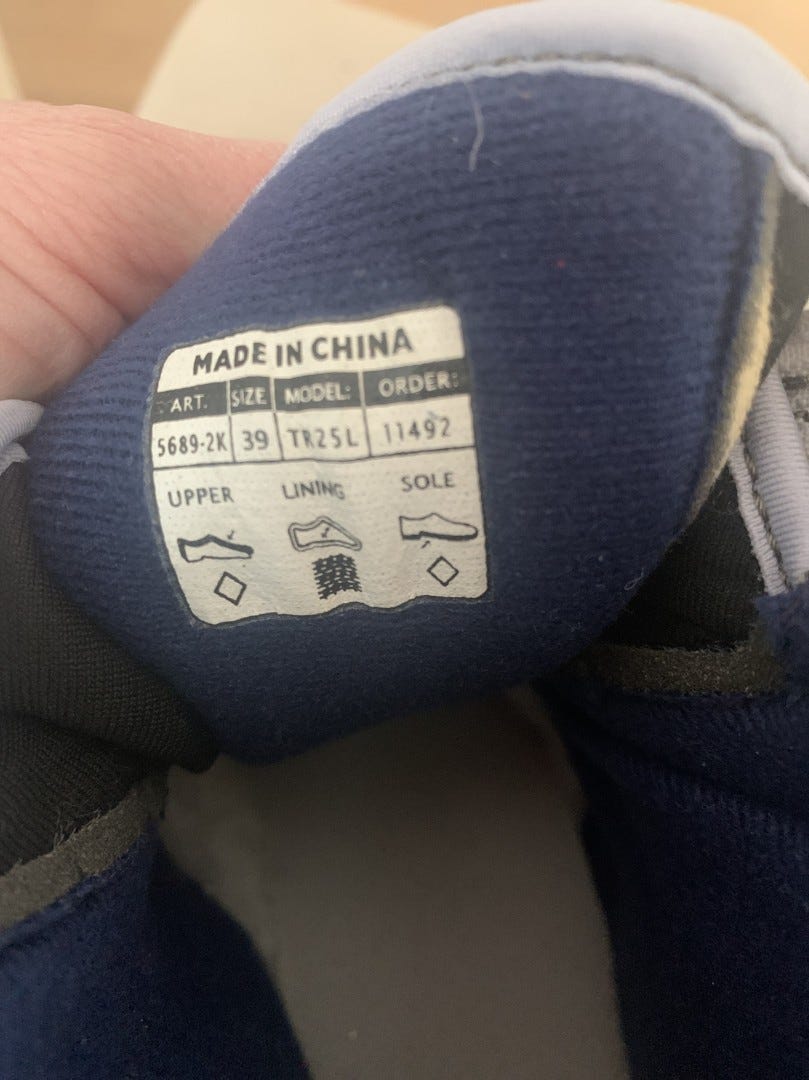 MADE IN CHINA
ART. SIZE MODEL: ORDER:
5689-2K 39 TR25L 11492
UPPER LINING SOLE